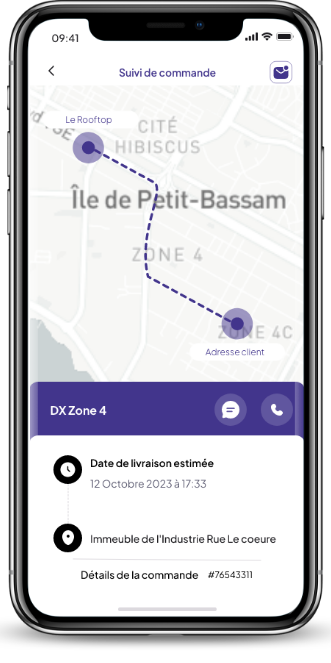 09:41
Suivi de commande
Le Rooftop
CITÉ
HIBISCUS
Île de Petit-Bassam
ZONE 4
ZONE 4C
Adresse client
DX Zone 4
Date de livraison estimée
12 Octobre 2023 à 17:33
Immeuble de l'Industrie Rue Le coeure
Détails de la commande #76543311